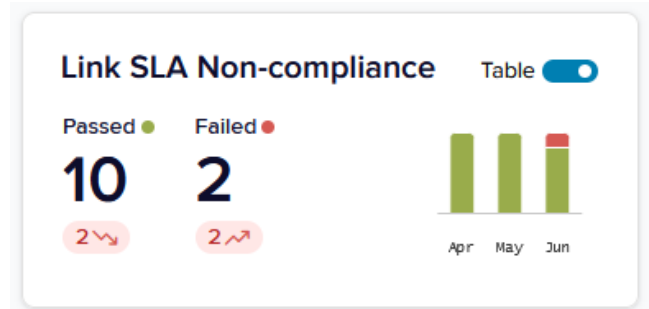 Link SLA Non-compliance
Table
Passed
Failed
10
2
2
2
Apr
May
Jun